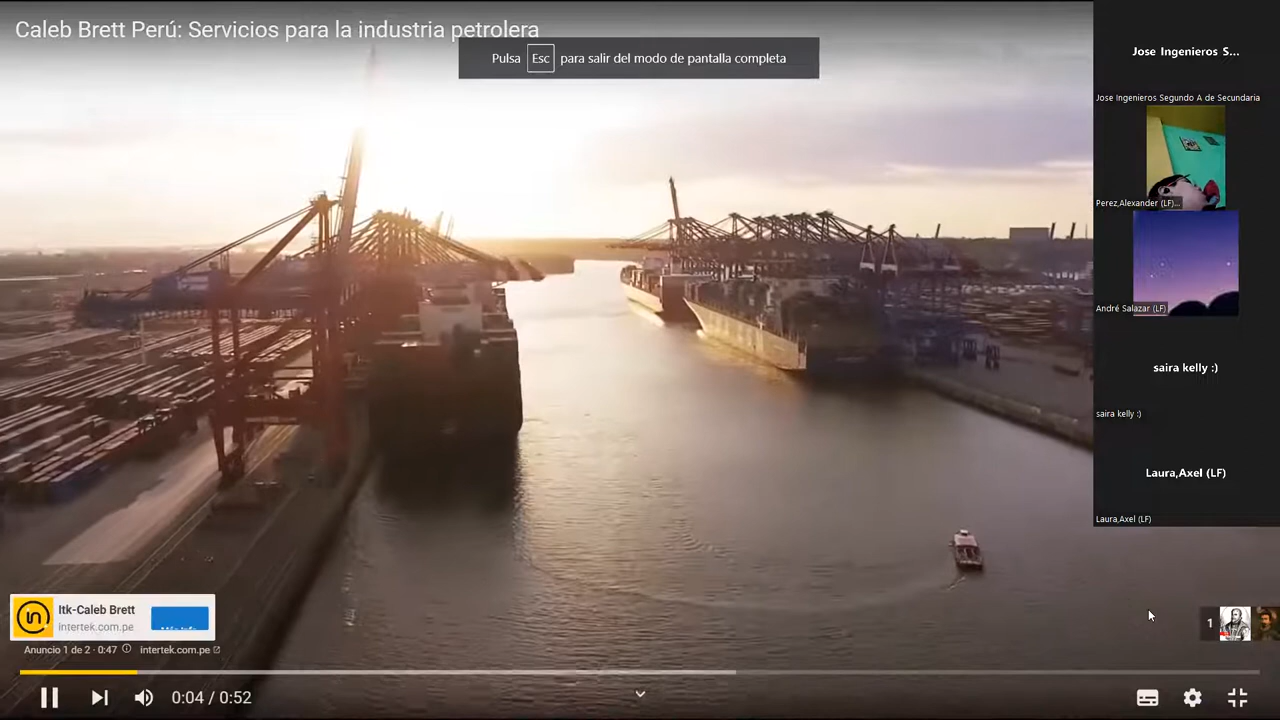 Caleb Brett Perú: Servicios para la industria petrolera
Pulsa Esc para salir del modo de pantalla completa
Jose Ingenieros S...
Jose Ingenieros Segundo A de Secundaria
Perez,Alexander (LF)...
André Salazar (LF)
saira kelly :)
saira kelly :)
Laura,Axel (LF)
Laura,Axel (LF)
Itk-Caleb Brett
intertek.com.pe
Anuncio 1 de 2 · 0:47
intertek.com.pe
1
0:04 / 0:52